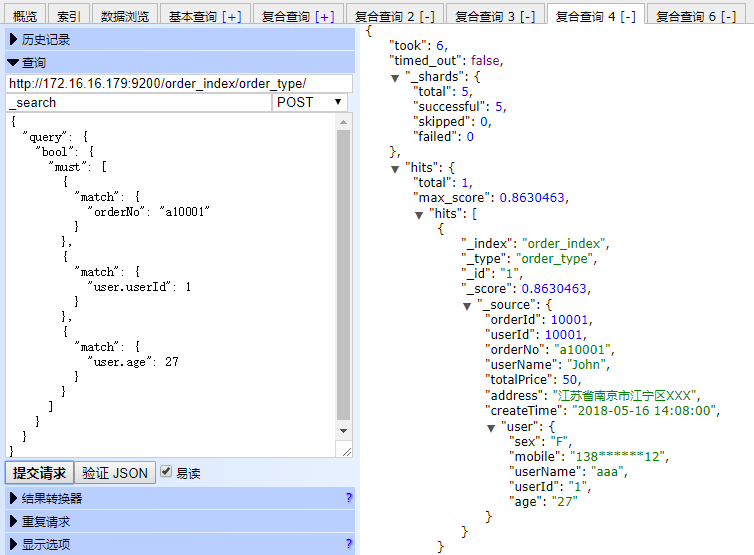 概览 索引 数据浏览 基本查询 [+] 复合查询 [+] 复合查询 2 [-] 复合查询 3 [-] 复合查询 4 [-] 复合查询 6 [-]
历史记录
查询
http://172.16.16.179:9200/order_index/order_type/
_search POST
{
"query": {
"bool": {
"must": [
{
"match": {
"orderNo": "a10001"
}
},
{
"match": {
"user.userId": 1
}
},
{
"match": {
"user.age": 27
}
}
]
}
}
}
提交请求 验证 JSON 易读
结果转换器 ?
重复请求
显示选项 ?
{
"took": 6,
"timed_out": false,
"_shards": {
"total": 5,
"successful": 5,
"skipped": 0,
"failed": 0
},
"hits": {
"total": 1,
"max_score": 0.8630463,
"hits": [
{
"_index": "order_index",
"_type": "order_type",
"_id": "1",
"_score": 0.8630463,
"_source": {
"orderId": 10001,
"userId": 10001,
"orderNo": "a10001",
"userName": "John",
"totalPrice": 50,
"address": "江苏省南京市江宁区XXX",
"createTime": "2018-05-16 14:08:00",
"user": {
"sex": "F",
"mobile": "138******12",
"userName": "aaa",
"userId": "1",
"age": "27"
}
}
}